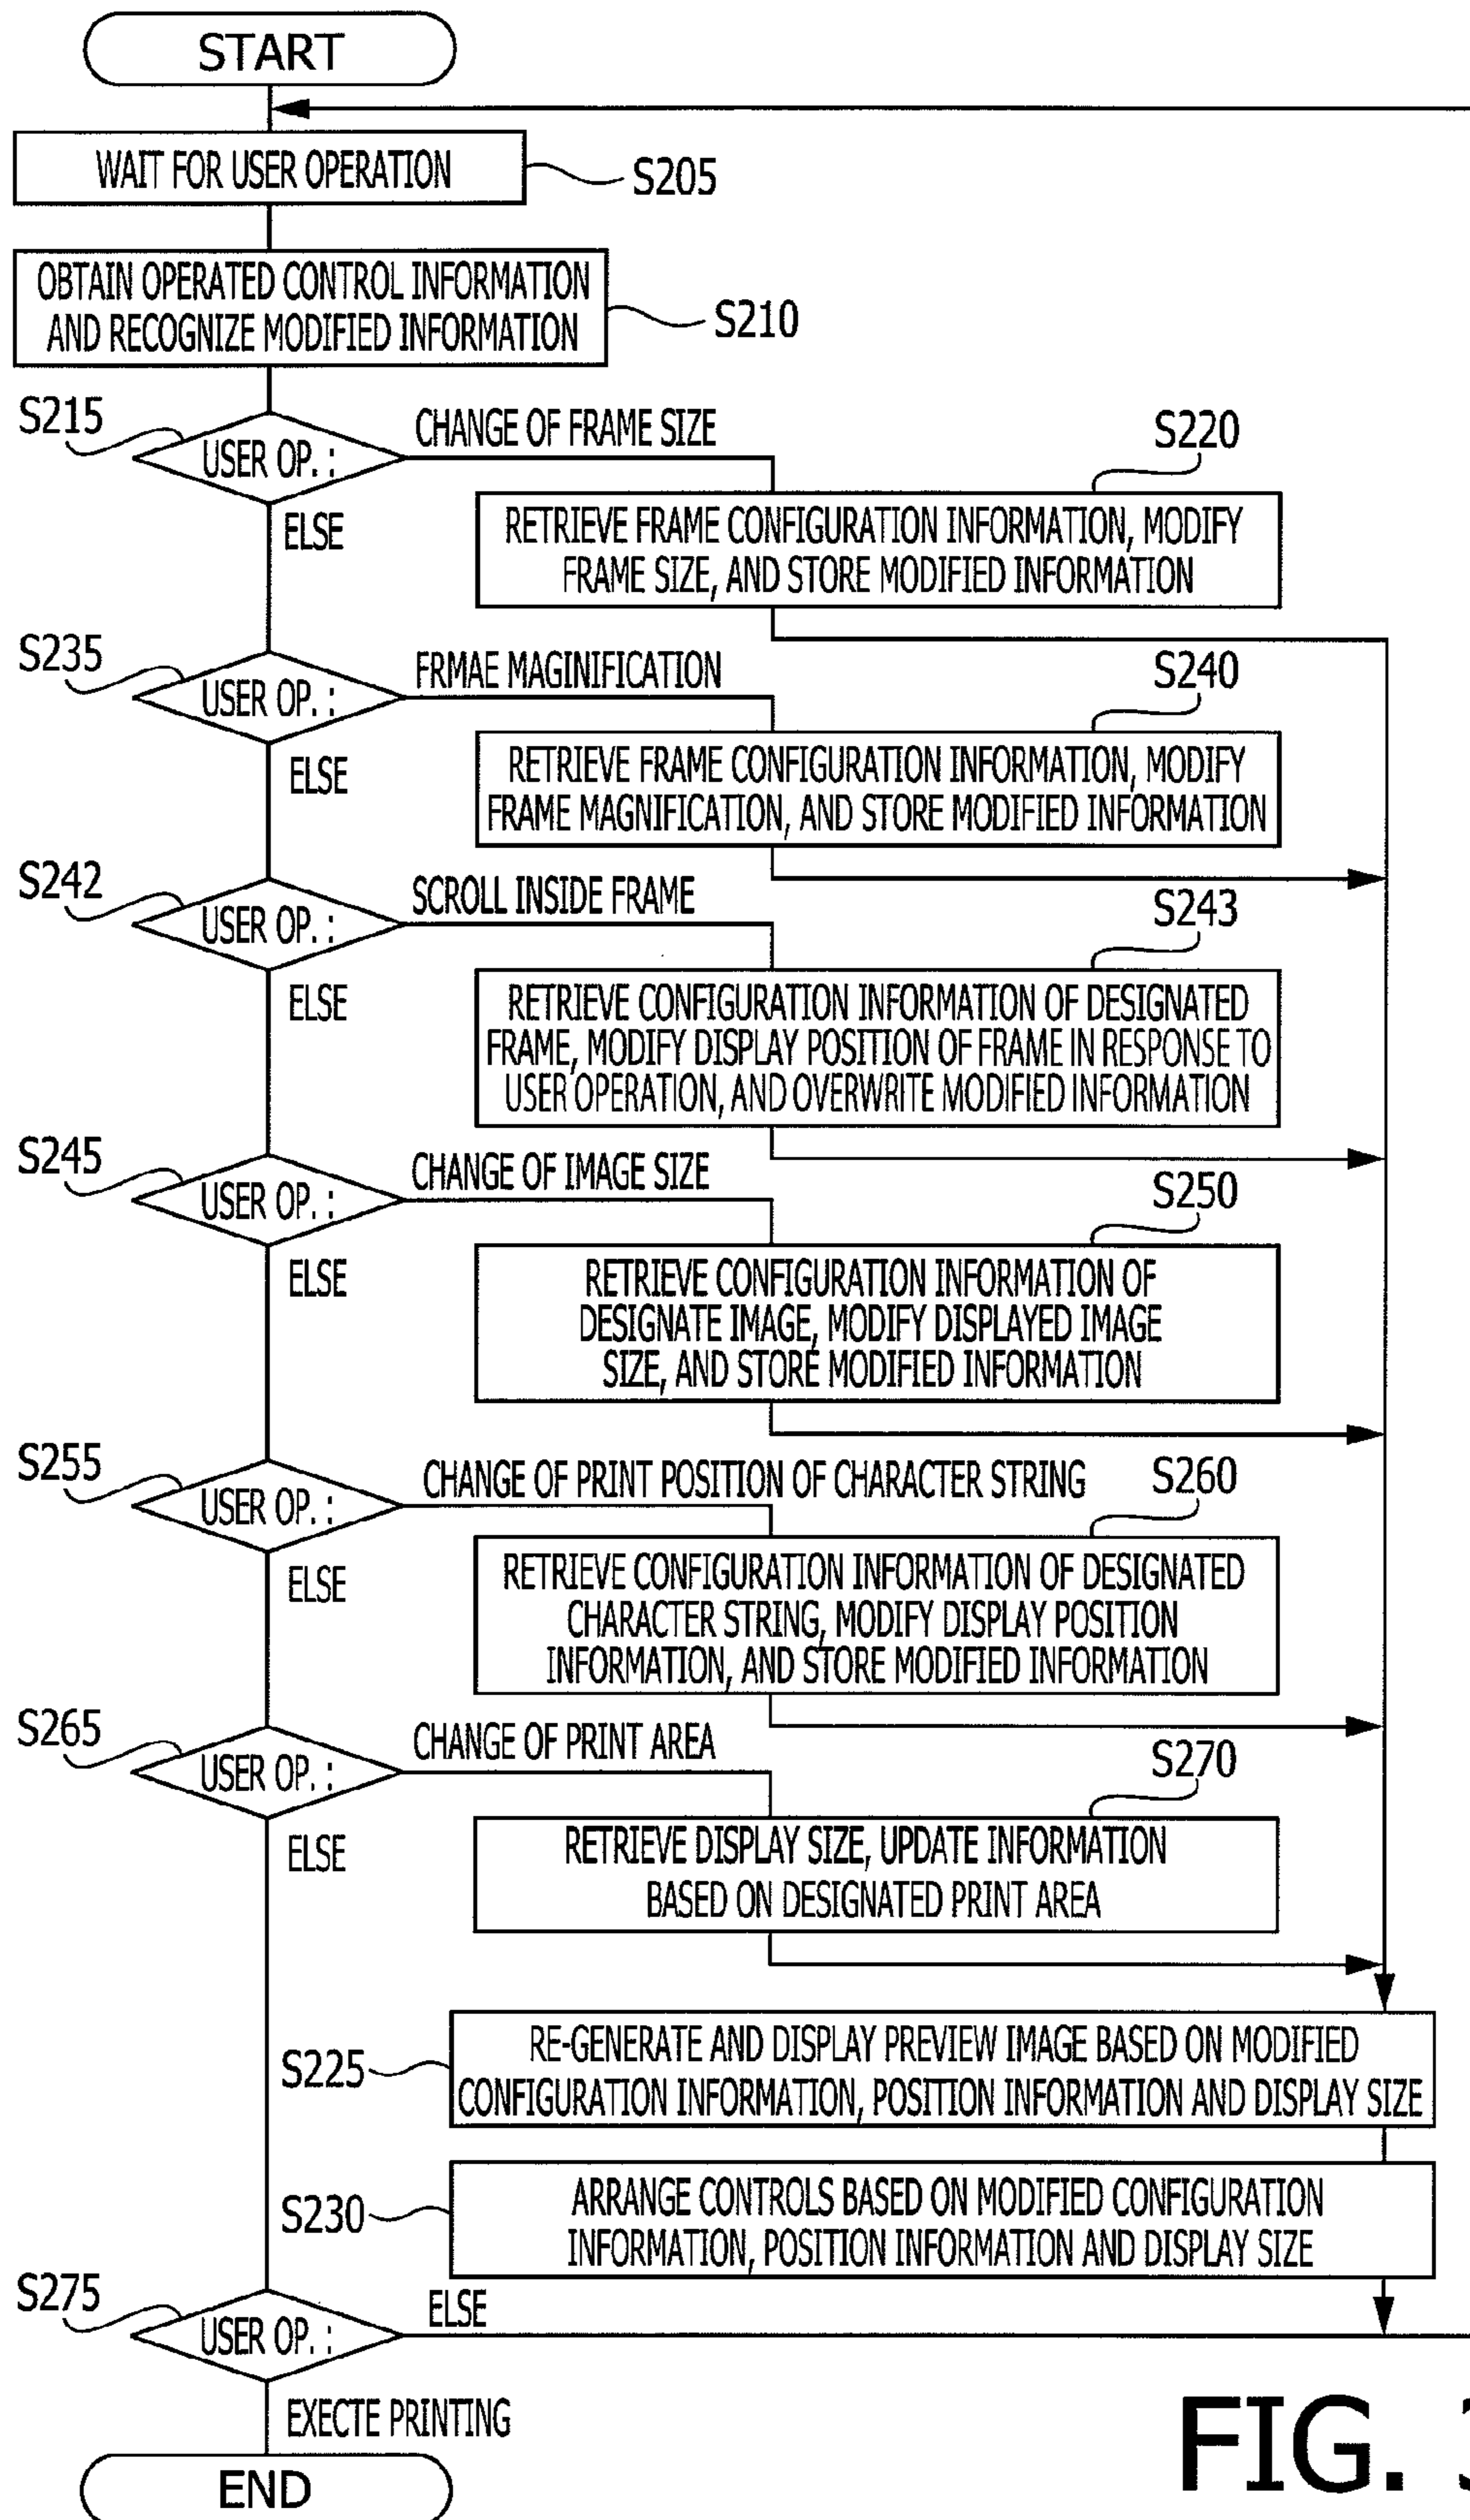 START
WAIT FOR USER OPERATION
S205
OBTAIN OPERATED CONTROL INFORMATION
AND RECOGNIZE MODIFIED INFORMATION
S210
S215
USER OP. :
CHANGE OF FRAME SIZE
ELSE
S220
RETRIEVE FRAME CONFIGURATION INFORMATION, MODIFY
FRAME SIZE, AND STORE MODIFIED INFORMATION
S235
USER OP. :
FRMAE MAGINIFICATION
ELSE
S240
RETRIEVE FRAME CONFIGURATION INFORMATION, MODIFY
FRAME MAGNIFICATION, AND STORE MODIFIED INFORMATION
S242
USER OP. :
SCROLL INSIDE FRAME
ELSE
S243
RETRIEVE CONFIGURATION INFORMATION OF DESIGNATED
FRAME, MODIFY DISPLAY POSITION OF FRAME IN RESPONSE TO
USER OPERATION, AND OVERWRITE MODIFIED INFORMATION
S245
USER OP. :
CHANGE OF IMAGE SIZE
ELSE
S250
RETRIEVE CONFIGURATION INFORMATION OF
DESIGNATE IMAGE, MODIFY DISPLAYED IMAGE
SIZE, AND STORE MODIFIED INFORMATION
S255
USER OP. :
CHANGE OF PRINT POSITION OF CHARACTER STRING
ELSE
S260
RETRIEVE CONFIGURATION INFORMATION OF DESIGNATED
CHARACTER STRING, MODIFY DISPLAY POSITION
INFORMATION, AND STORE MODIFIED INFORMATION
S265
USER OP. :
CHANGE OF PRINT AREA
ELSE
S270
RETRIEVE DISPLAY SIZE, UPDATE INFORMATION
BASED ON DESIGNATED PRINT AREA
S225
RE-GENERATE AND DISPLAY PREVIEW IMAGE BASED ON MODIFIED
CONFIGURATION INFORMATION, POSITION INFORMATION AND DISPLAY SIZE
S230
ARRANGE CONTROLS BASED ON MODIFIED CONFIGURATION
INFORMATION, POSITION INFORMATION AND DISPLAY SIZE
S275
USER OP. :
ELSE
EXECTE PRINTING
END
FIG.